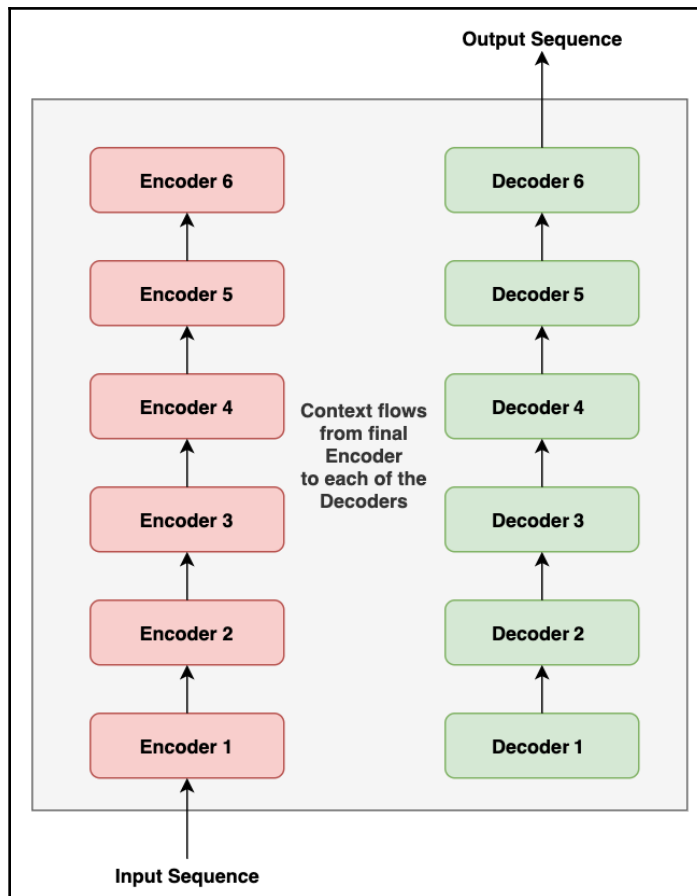 Output Sequence
Encoder 6
Decoder 6
Encoder 5
Decoder 5
Encoder 4
Decoder 4
Context flows
from final
Encoder
to each of the
Decoders
Encoder 3
Decoder 3
Encoder 2
Decoder 2
Encoder 1
Decoder 1
Input Sequence